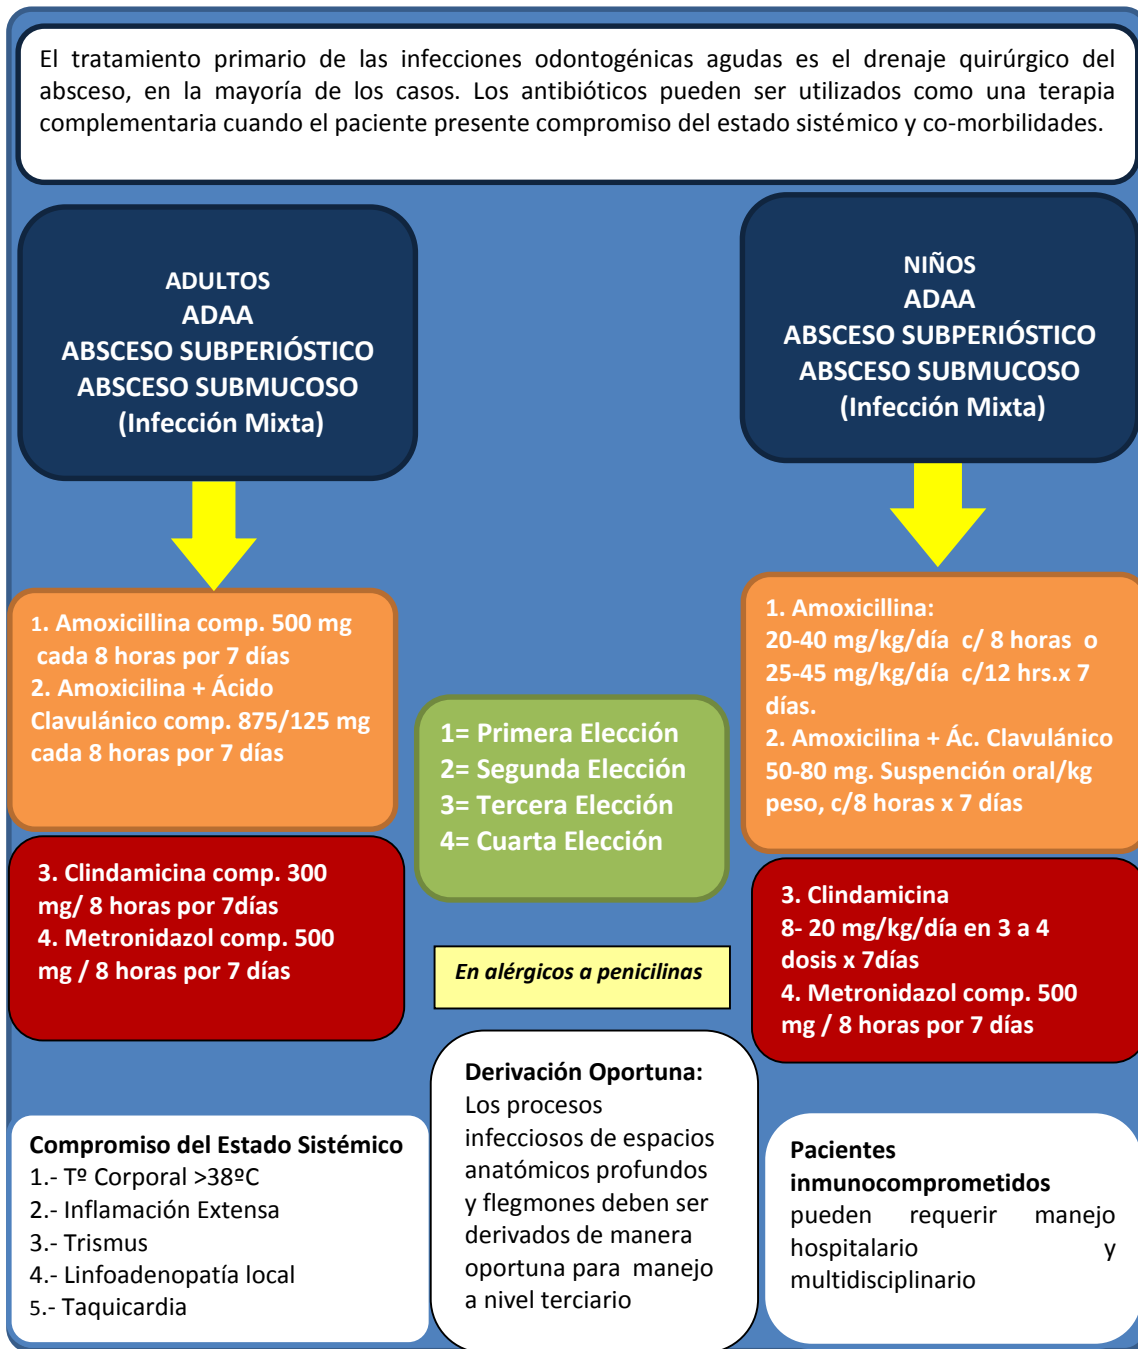 El tratamiento primario de las infecciones odontogénicas agudas es el drenaje quirúrgico del
absceso, en la mayoría de los casos. Los antibióticos pueden ser utilizados como una terapia
complementaria cuando el paciente presente compromiso del estado sistémico y co-morbilidades.
ADULTOS
ADAA
ABSCESO SUBPERIÓSTICO
ABSCESO SUBMUCOSO
(Infección Mixta)
NIÑOS
ADAA
ABSCESO SUBPERIÓSTICO
ABSCESO SUBMUCOSO
(Infección Mixta)
1. Amoxicillina comp. 500 mg
cada 8 horas por 7 días
2. Amoxicilina + Ácido
Clavulánico comp. 875/125 mg
cada 8 horas por 7 días
1= Primera Elección
2= Segunda Elección
3= Tercera Elección
4= Cuarta Elección
1. Amoxicillina:
20-40 mg/kg/día c/ 8 horas o
25-45 mg/kg/día c/12 hrs.x 7
días.
2. Amoxicilina + Ác. Clavulánico
50-80 mg. Suspención oral/kg
peso, c/8 horas x 7 días
3. Clindamicina comp. 300
mg/ 8 horas por 7días
4. Metronidazol comp. 500
mg / 8 horas por 7 días
En alérgicos a penicilinas
3. Clindamicina
8- 20 mg/kg/día en 3 a 4
dosis x 7días
4. Metronidazol comp. 500
mg / 8 horas por 7 días
Compromiso del Estado Sistémico
1.- Tº Corporal >38ºC
2.- Inflamación Extensa
3.- Trismus
4.- Linfoadenopatía local
5.- Taquicardia
Derivación Oportuna:
Los procesos
infecciosos de espacios
anatómicos profundos
y flegmones deben ser
derivados de manera
oportuna para manejo
a nivel terciario
Pacientes
inmunocomprometidos
pueden requerir manejo
hospitalario y
multidisciplinario